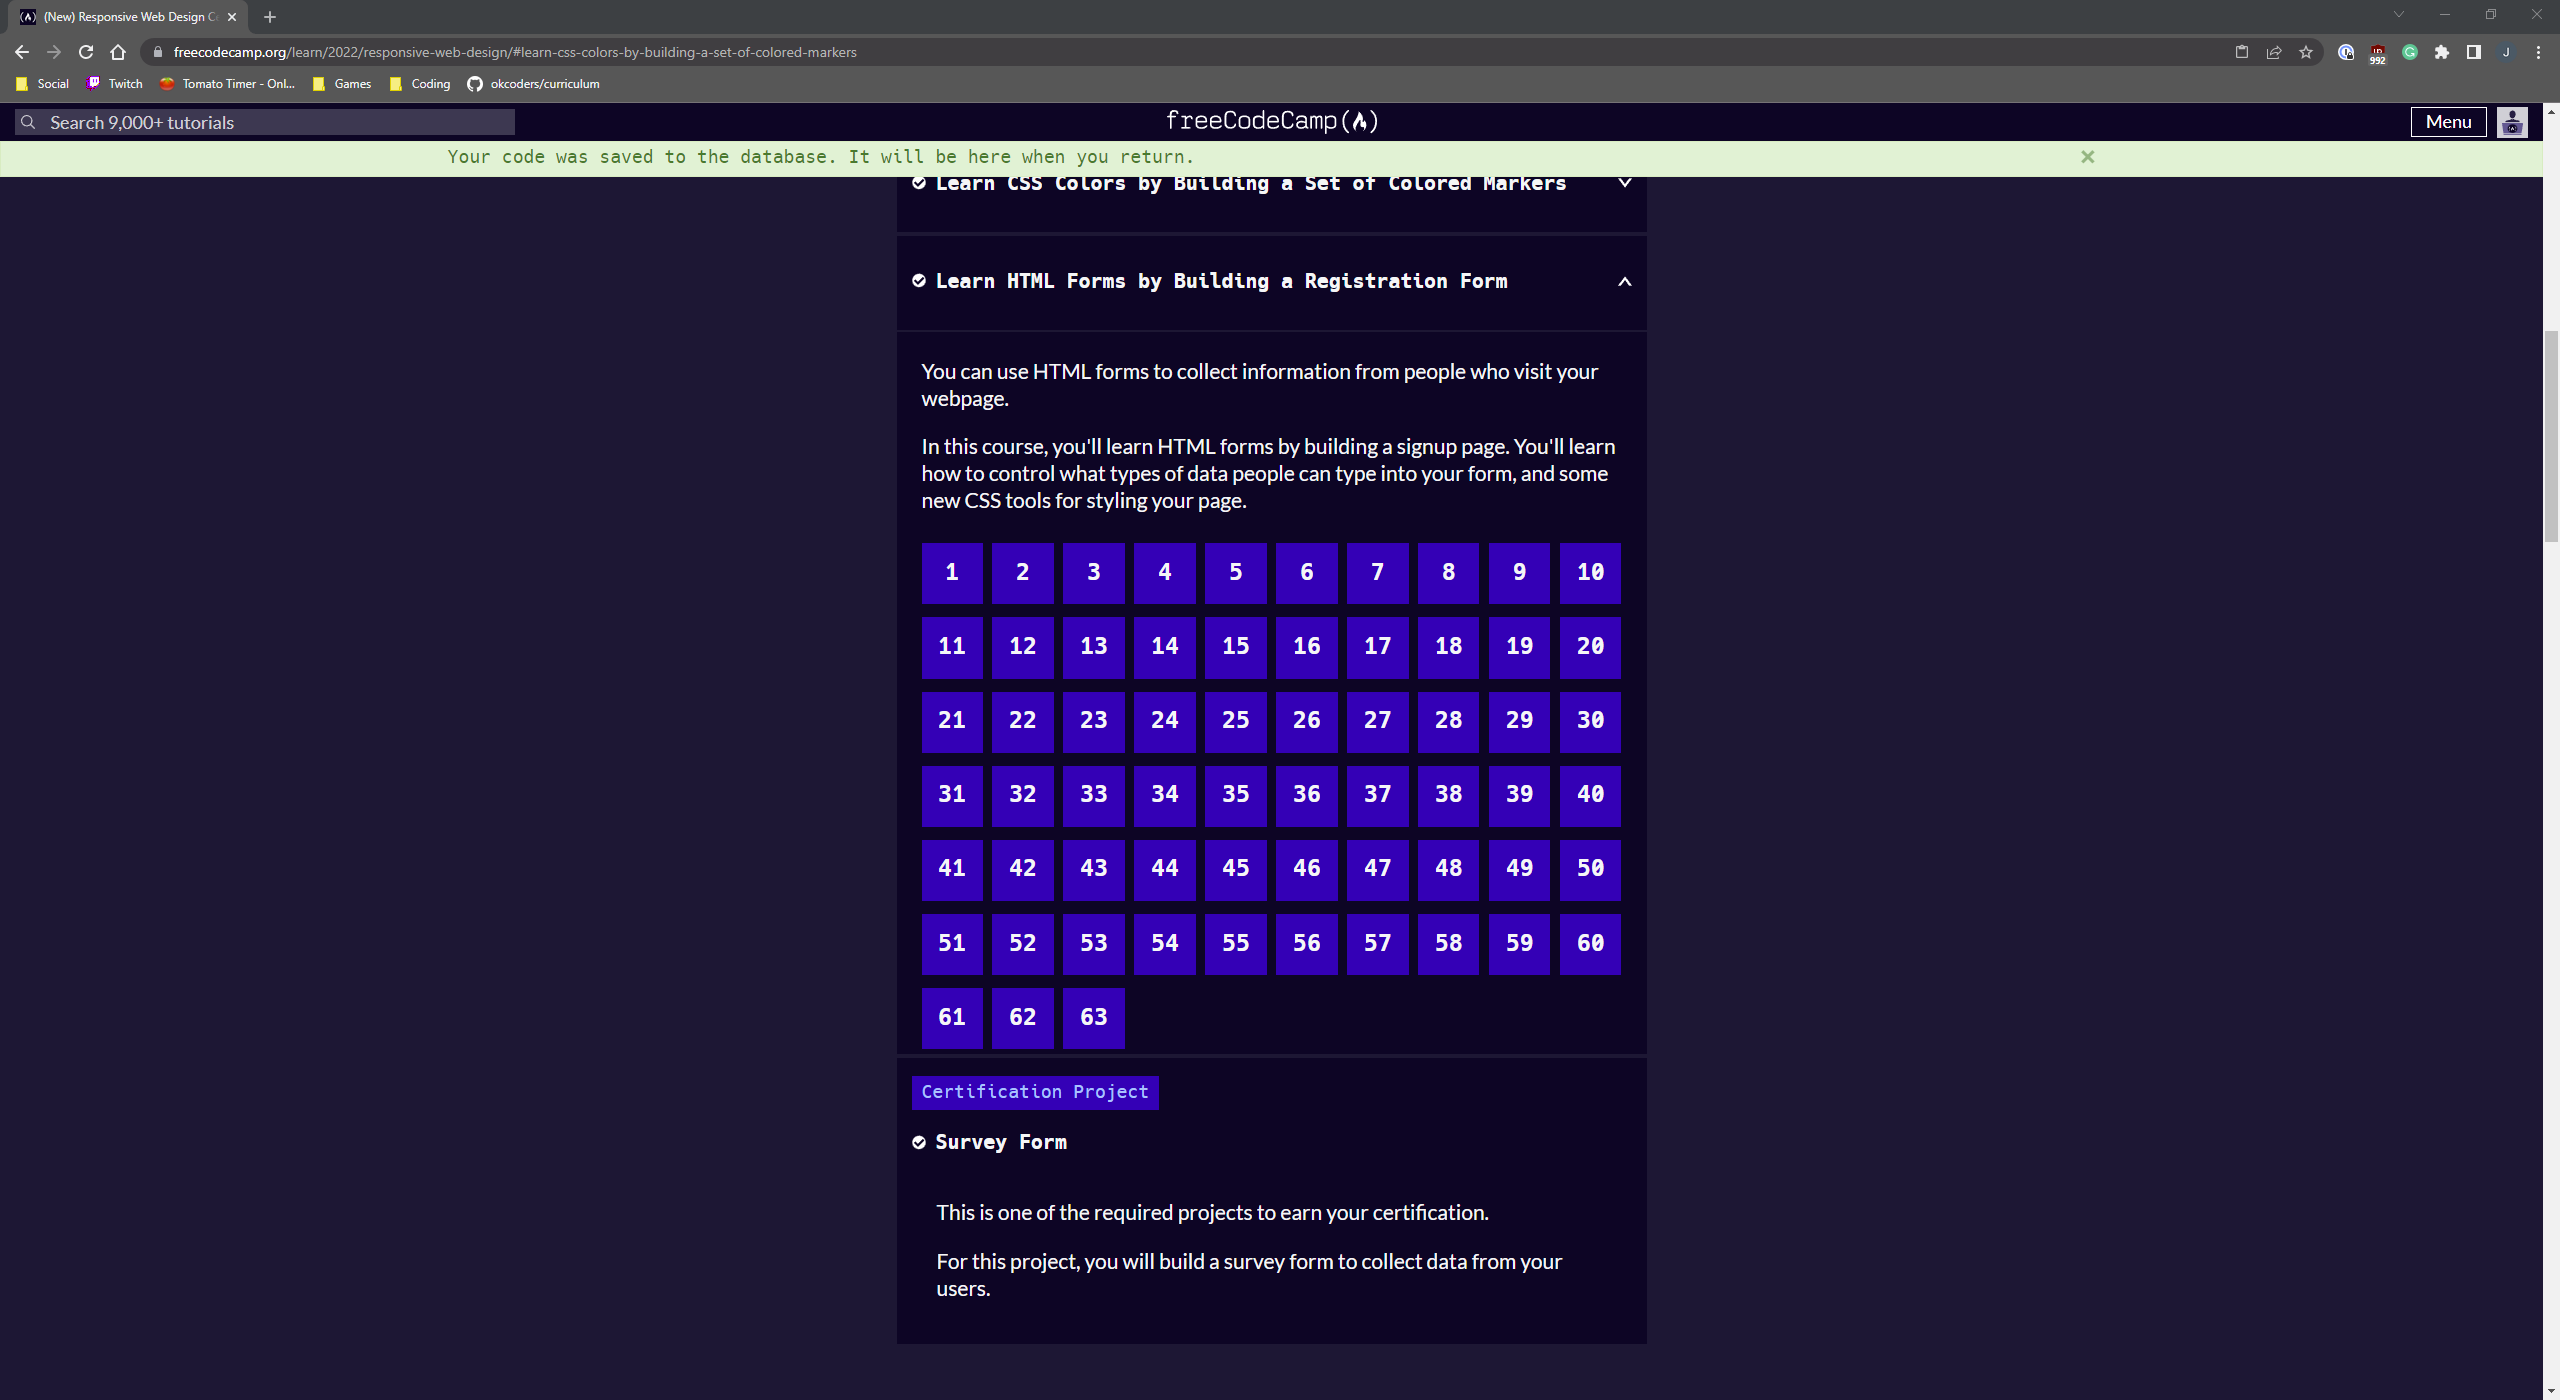 (New) Responsive Web Design C
freecodecamp.org/learn/2022/responsive-web-design/#learn-css-colors-by-building-a-set-of-colored-markers
992
J
Social
Twitch
Tomato Timer - Onl...
Games
Coding
okcoders/curriculum
Search 9,000+ tutorials
freeCodeCamp
Menu
Your code was saved to the database. It will be here when you return.
Learn CSS Colors by Building a Set of Colored Markers
Learn HTML Forms by Building a Registration Form
You can use HTML forms to collect information from people who visit your
webpage.
In this course, you'll learn HTML forms by building a signup page. You'll learn
how to control what types of data people can type into your form, and some
new CSS tools for styling your page.
1 2 3 4 5 6 7 8 9 10
11 12 13 14 15 16 17 18 19 20
21 22 23 24 25 26 27 28 29 30
31 32 33 34 35 36 37 38 39 40
41 42 43 44 45 46 47 48 49 50
51 52 53 54 55 56 57 58 59 60
61 62 63
Certification Project
Survey Form
This is one of the required projects to earn your certification.
For this project, you will build a survey form to collect data from your
users.